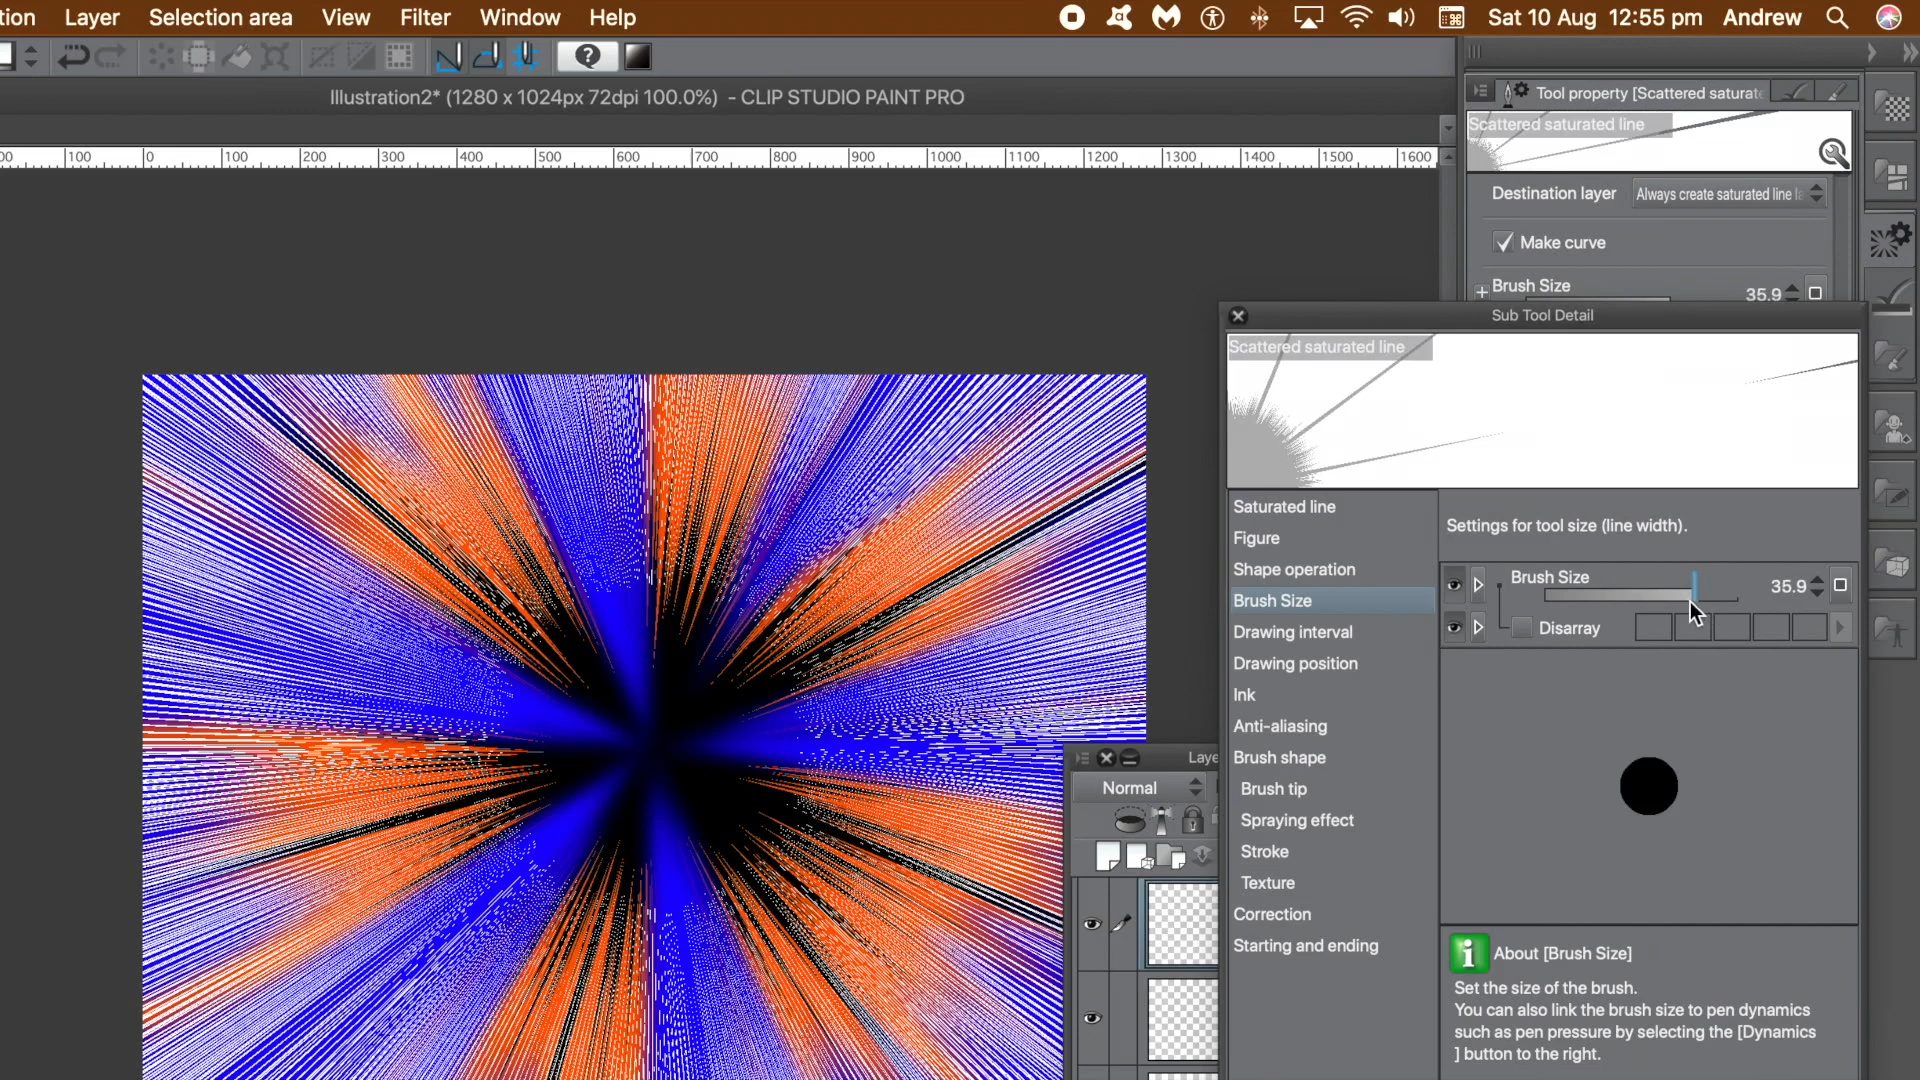 tion Layer Selection area View Filter Window Help Sat 10 Aug 12:55 pm Andrew
Illustration2* (1280 x 1024px 72dpi 100.0%) - CLIP STUDIO PAINT PRO
00 100 0 100 200 300 400 500 600 700 800 900 1000 1100 1200 1300 1400 1500 1600
Tool property [Scattered saturate
Scattered saturated line
Destination layer Always create saturated line la
Make curve
Brush Size 35.9
Sub Tool Detail
Scattered saturated line
Saturated line
Figure
Shape operation
Brush Size
Drawing interval
Drawing position
Ink
Anti-aliasing
Brush shape
Brush tip
Spraying effect
Stroke
Texture
Correction
Starting and ending
Settings for tool size (line width).
Brush Size 35.9
Disarray
About [Brush Size]
Set the size of the brush.
You can also link the brush size to pen dynamics
such as pen pressure by selecting the [Dynamics
] button to the right.
Laye
Normal